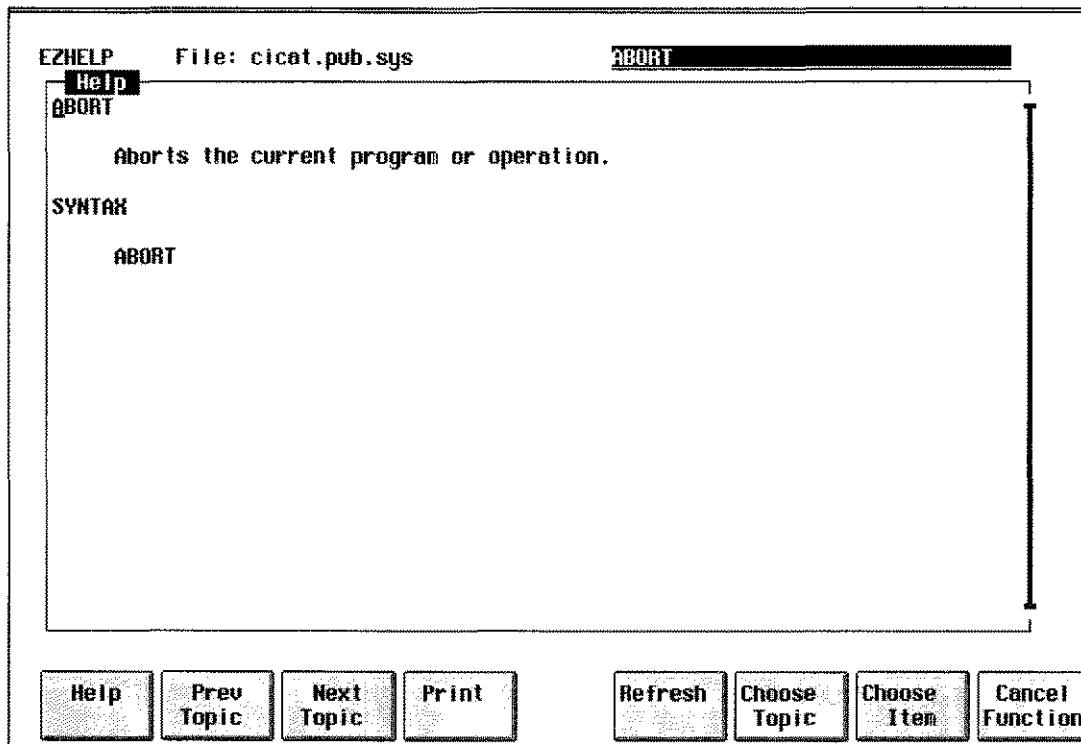 EZHELP File: cicat.pub.sys ABORT
Help
ABORT
Aborts the current program or operation.
SYNTAX
ABORT
Help Prev Topic Next Topic Print Refresh Choose Topic Choose Item Cancel Function